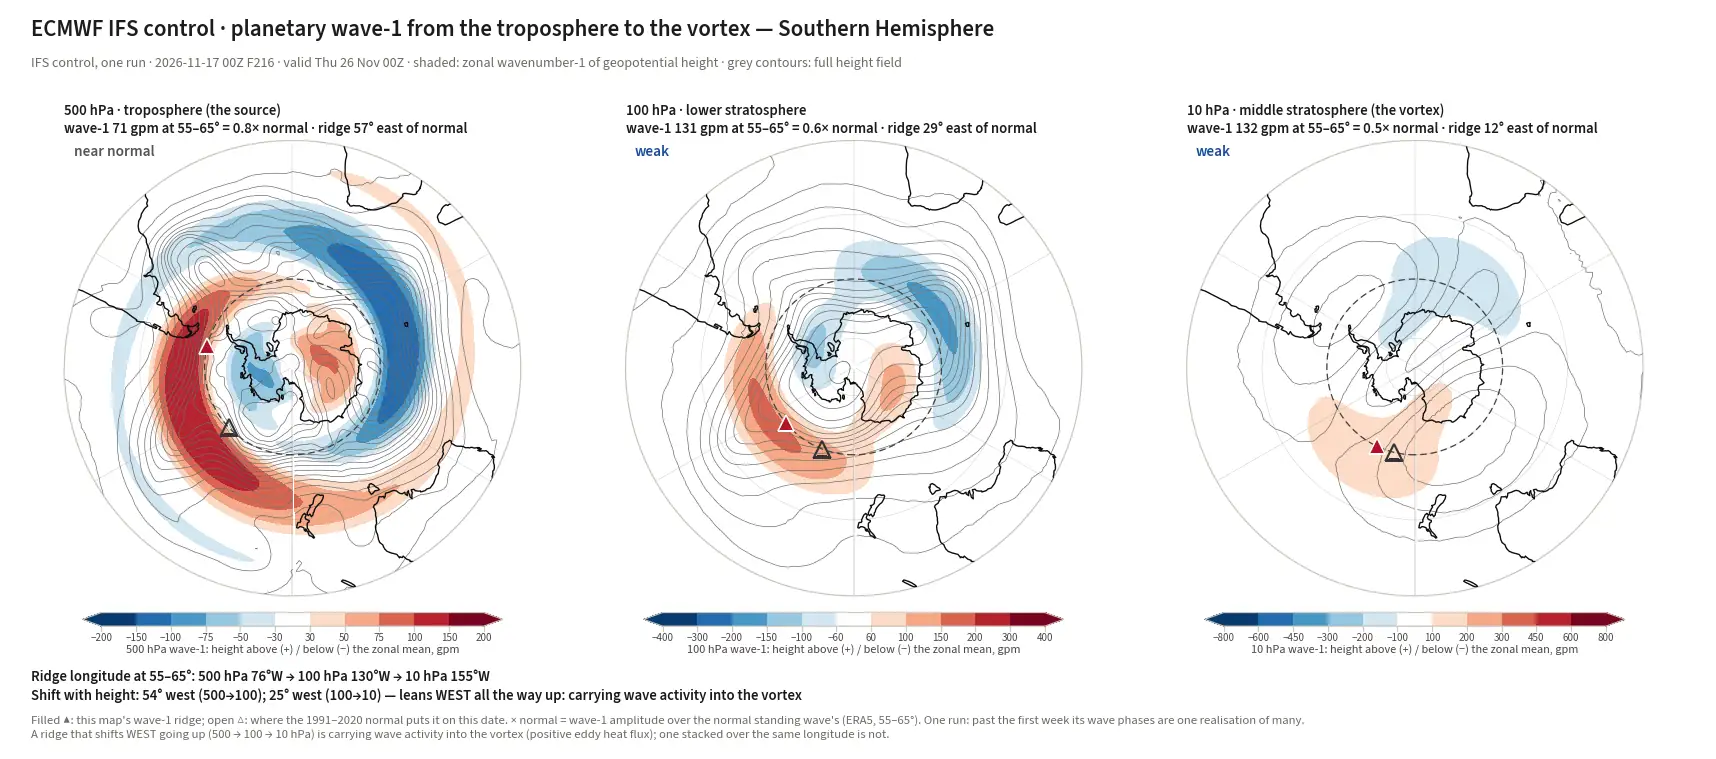 ECMWF IFS control · planetary wave-1 from the troposphere to the vortex — Southern Hemisphere
IFS control, one run · 2026-11-17 00Z F216 · valid Thu 26 Nov 00Z · shaded: zonal wavenumber-1 of geopotential height · grey contours: full height field
500 hPa · troposphere (the source)
wave-1 71 gpm at 55–65° = 0.8× normal · ridge 57° east of normal
near normal
100 hPa · lower stratosphere
wave-1 131 gpm at 55–65° = 0.6× normal · ridge 29° east of normal
weak
10 hPa · middle stratosphere (the vortex)
wave-1 132 gpm at 55–65° = 0.5× normal · ridge 12° east of normal
weak
−200 −150 −100 −75 −50 −30 30 50 75 100 150 200
500 hPa wave-1: height above (+) / below (−) the zonal mean, gpm
−400 −300 −200 −150 −100 −60 60 100 150 200 300 400
100 hPa wave-1: height above (+) / below (−) the zonal mean, gpm
−800 −600 −450 −300 −200 −100 100 200 300 450 600 800
10 hPa wave-1: height above (+) / below (−) the zonal mean, gpm
Ridge longitude at 55–65°: 500 hPa 76°W → 100 hPa 130°W → 10 hPa 155°W
Shift with height: 54° west (500→100); 25° west (100→10) — leans WEST all the way up: carrying wave activity into the vortex
Filled ▲: this map's wave-1 ridge; open △: where the 1991–2020 normal puts it on this date. × normal = wave-1 amplitude over the normal standing wave's (ERA5, 55–65°). One run: past the first week its wave phases are one realisation of many.
A ridge that shifts WEST going up (500 → 100 → 10 hPa) is carrying wave activity into the vortex (positive eddy heat flux); one stacked over the same longitude is not.